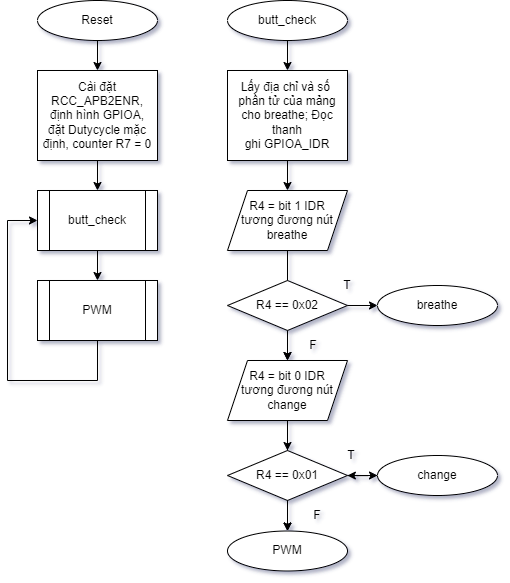 Reset
Cài đặt
RCC_APB2ENR,
định hình GPIOA,
đặt Dutycycle mặc
định, counter R7 = 0
butt_check
PWM
butt_check
Lấy địa chỉ và số
phần tử của mảng
cho breathe; Đọc
thanh
ghi GPIOA_IDR
R4 = bit 1 IDR
tương đương nút
breathe
R4 == 0x02
T
breathe
F
R4 = bit 0 IDR
tương đương nút
change
R4 == 0x01
T
change
F
PWM